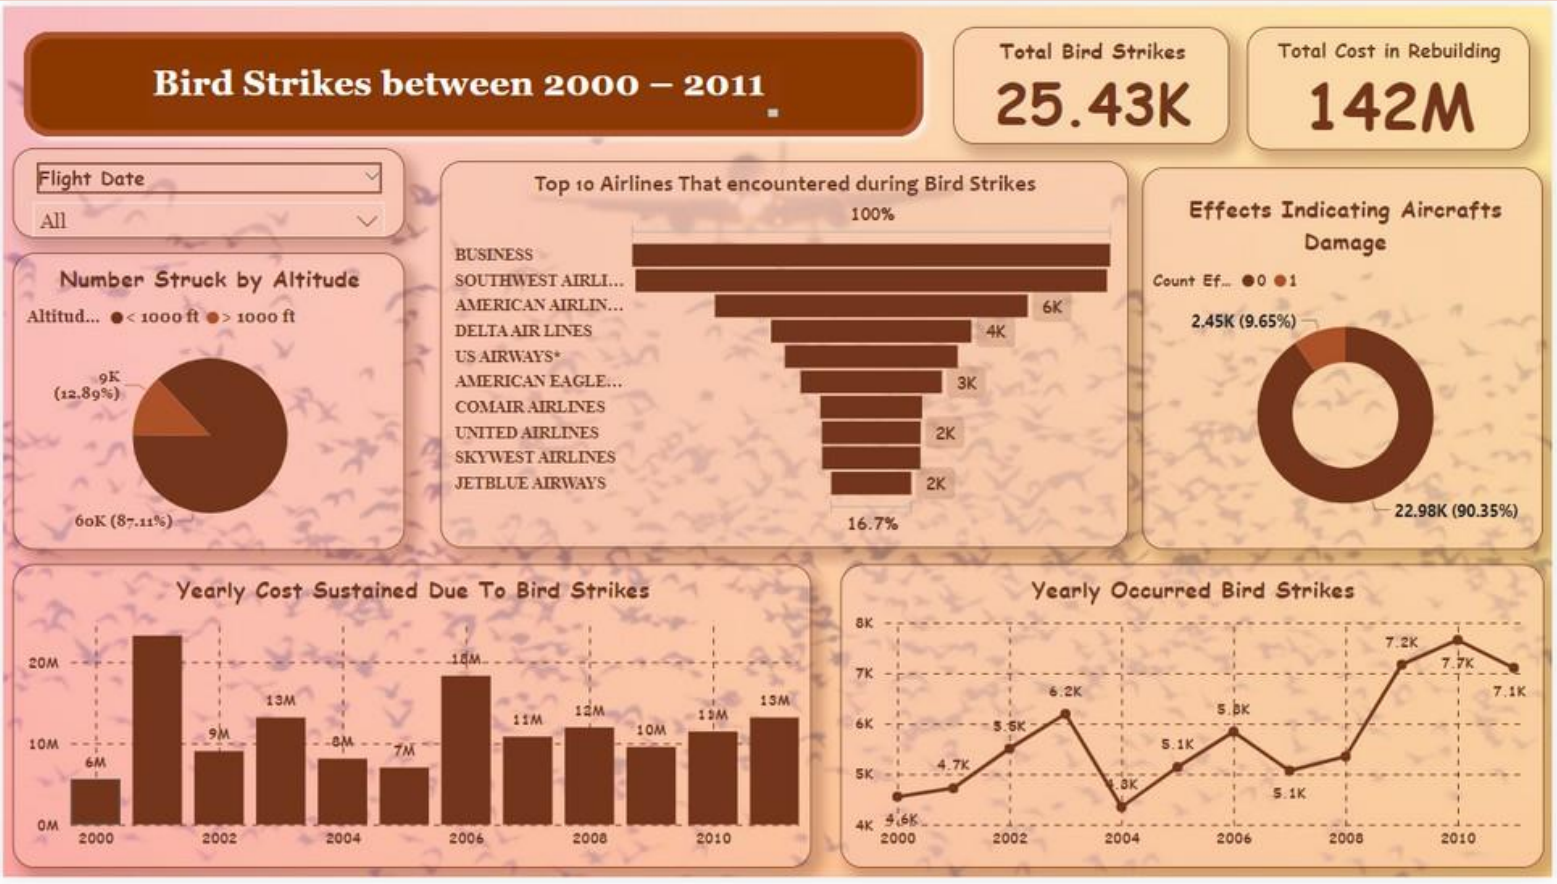 Bird Strikes between 2000 – 2011
Total Bird Strikes
25.43K
Total Cost in Rebuilding
142M
Flight Date
All
Number Struck by Altitude
Altitud... < 1000 ft > 1000 ft
9K
(12.89%)
60K (87.11%)
Top 10 Airlines That encountered during Bird Strikes
100%
BUSINESS
SOUTHWEST AIRLI...
AMERICAN AIRLIN... 6K
DELTA AIR LINES 4K
US AIRWAYS*
AMERICAN EAGLE... 3K
COMAIR AIRLINES
UNITED AIRLINES 2K
SKYWEST AIRLINES
JETBLUE AIRWAYS 2K
16.7%
Effects Indicating Aircrafts
Damage
Count Ef... 0 1
2.45K (9.65%)
22.98K (90.35%)
Yearly Cost Sustained Due To Bird Strikes
20M
10M
0M
6M
9M
13M
8M
7M
18M
11M
12M
10M
11M
13M
2000 2002 2004 2006 2008 2010
Yearly Occurred Bird Strikes
8K
7K
6K
5K
4K
4.6K
4.7K
5.5K
6.2K
4.3K
5.1K
5.8K
5.1K
7.2K
7.7K
7.1K
2000 2002 2004 2006 2008 2010